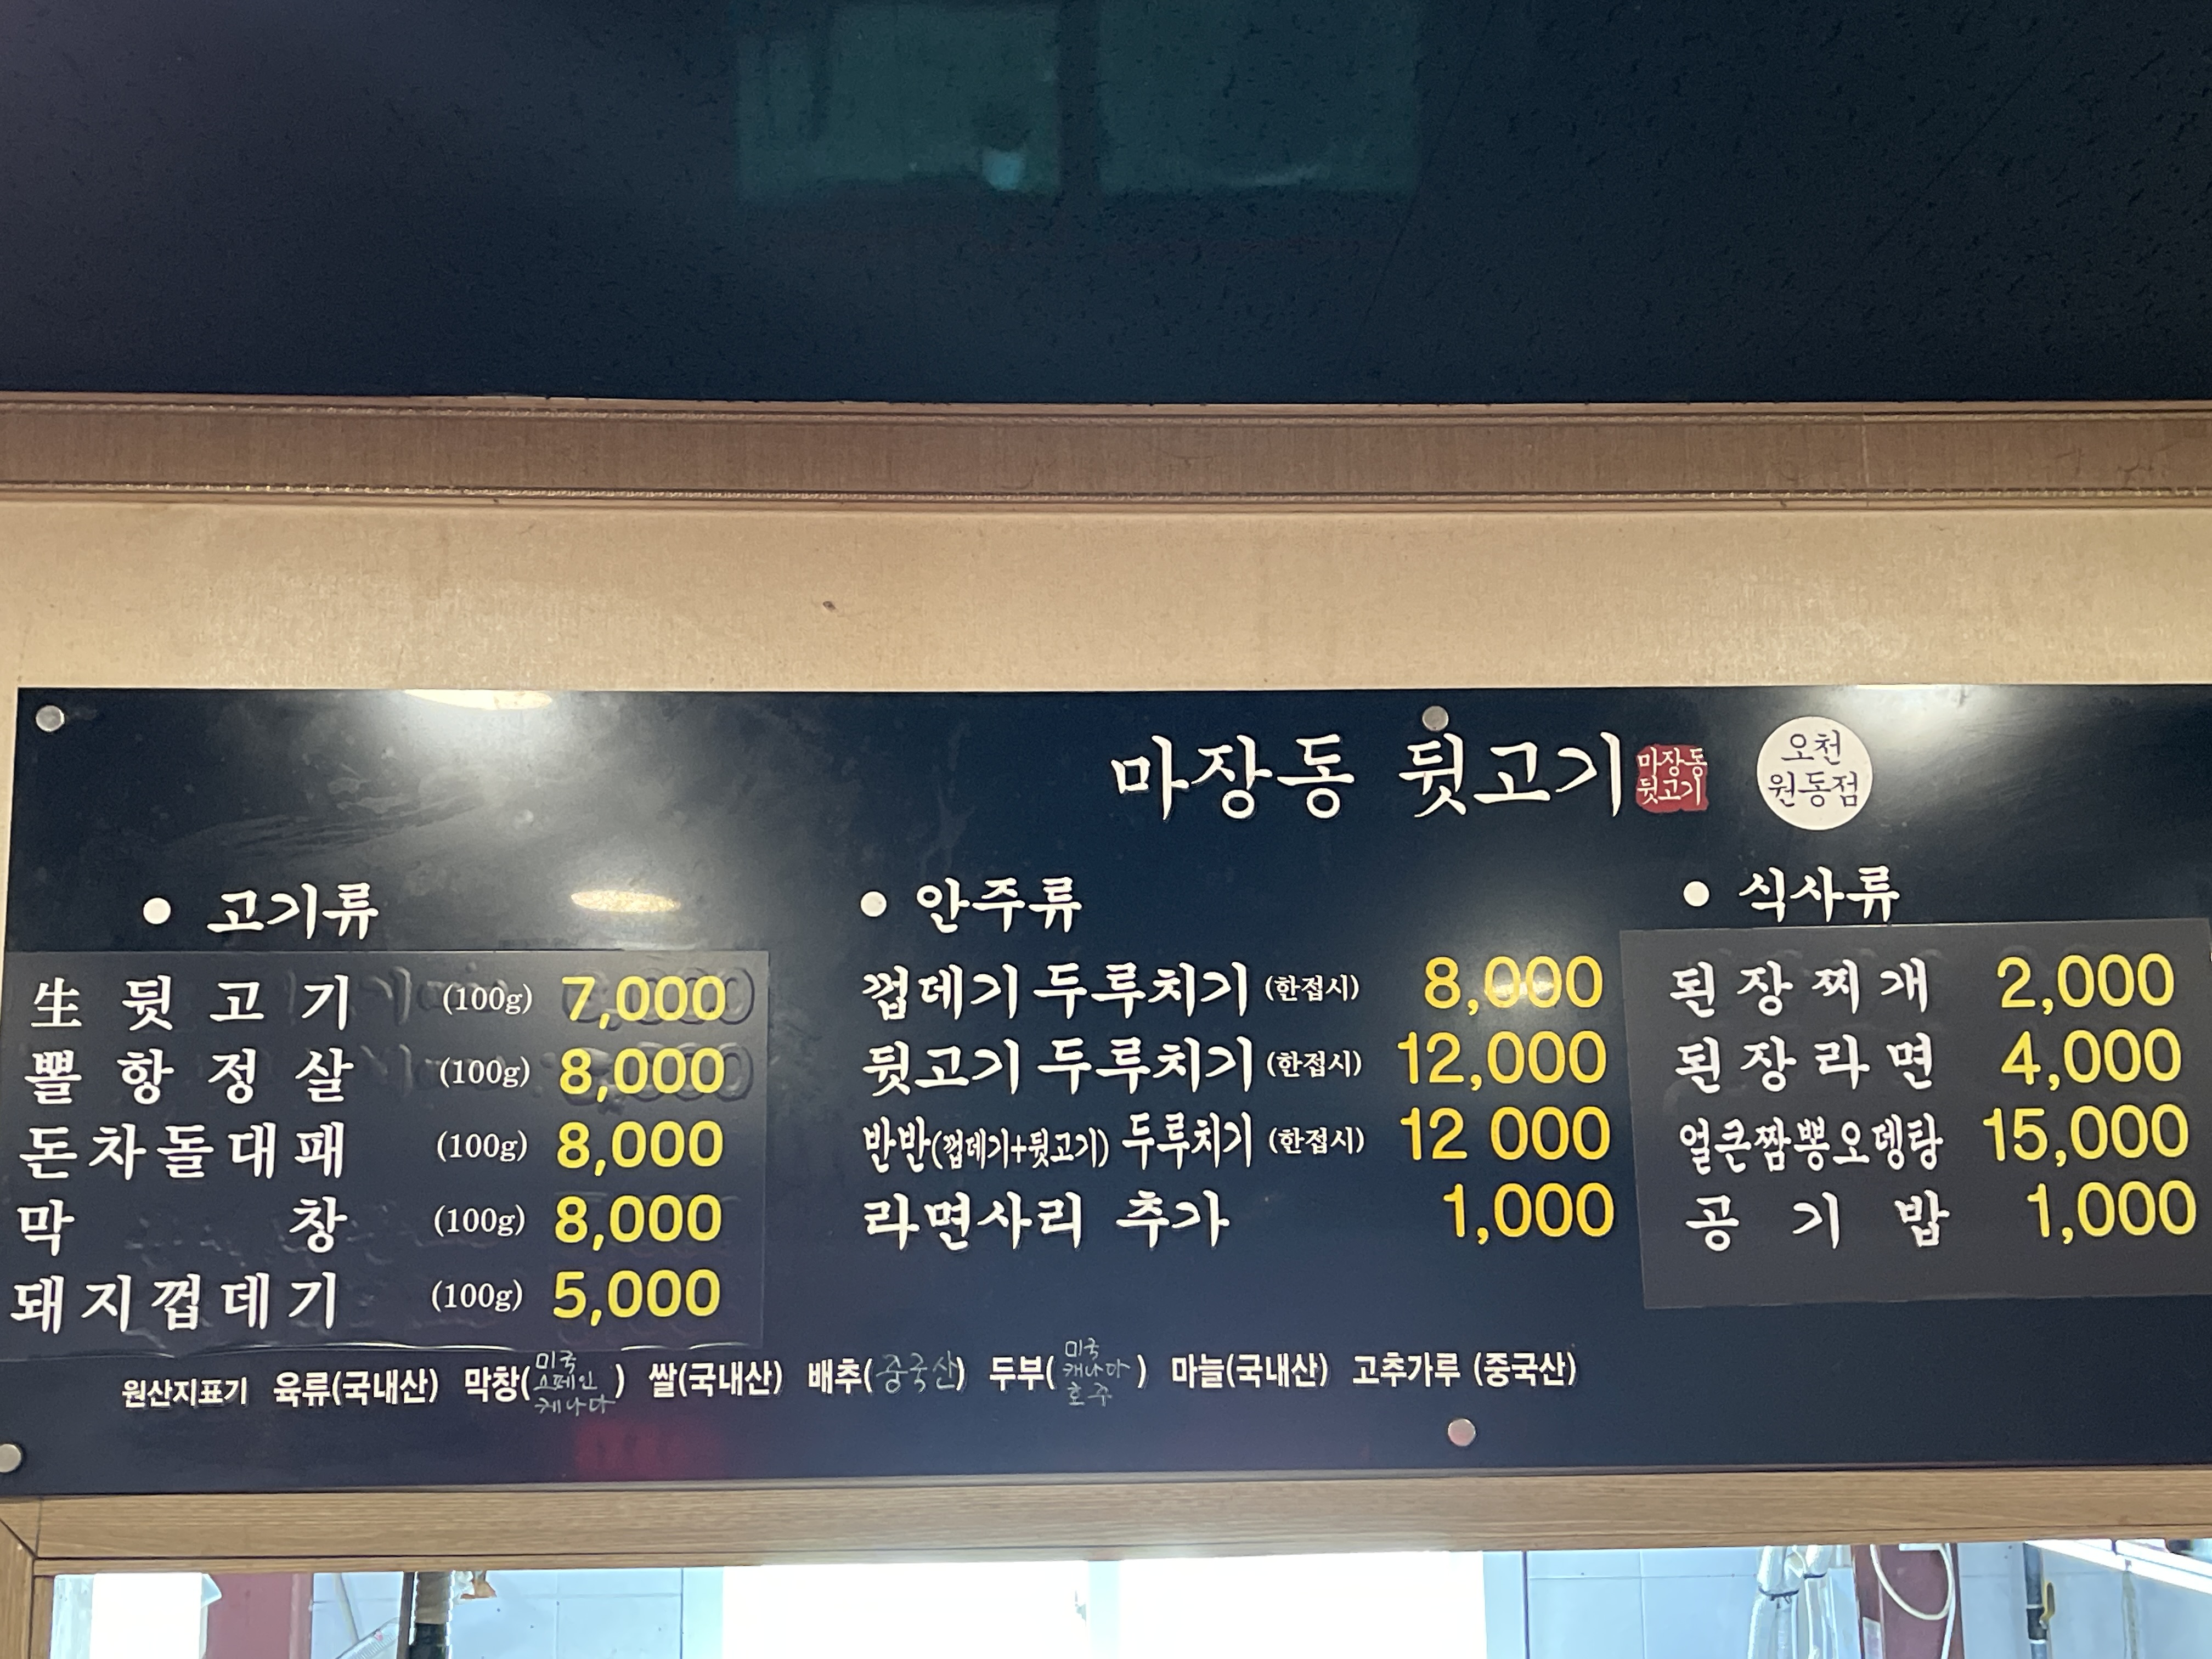 마장동 뒷고기 마장동 뒷고기 오천 원동점
● 고기류
生 뒷고기 (100g) 7,000
뽈항정살 (100g) 8,000
돈차돌대패 (100g) 8,000
막창 (100g) 8,000
돼지껍데기 (100g) 5,000
● 안주류
껍데기 두루치기 (한접시) 8,000
뒷고기 두루치기 (한접시) 12,000
반반(껍데기+뒷고기) 두루치기 (한접시) 12 000
라면사리 추가 1,000
● 식사류
된장찌개 2,000
된장라면 4,000
얼큰짬뽕오뎅탕 15,000
공기밥 1,000
원산지표기 육류(국내산) 막창(미국 스페인 캐나다) 쌀(국내산) 배추(중국산) 두부(미국 캐나다 호주) 마늘(국내산) 고추가루 (중국산)